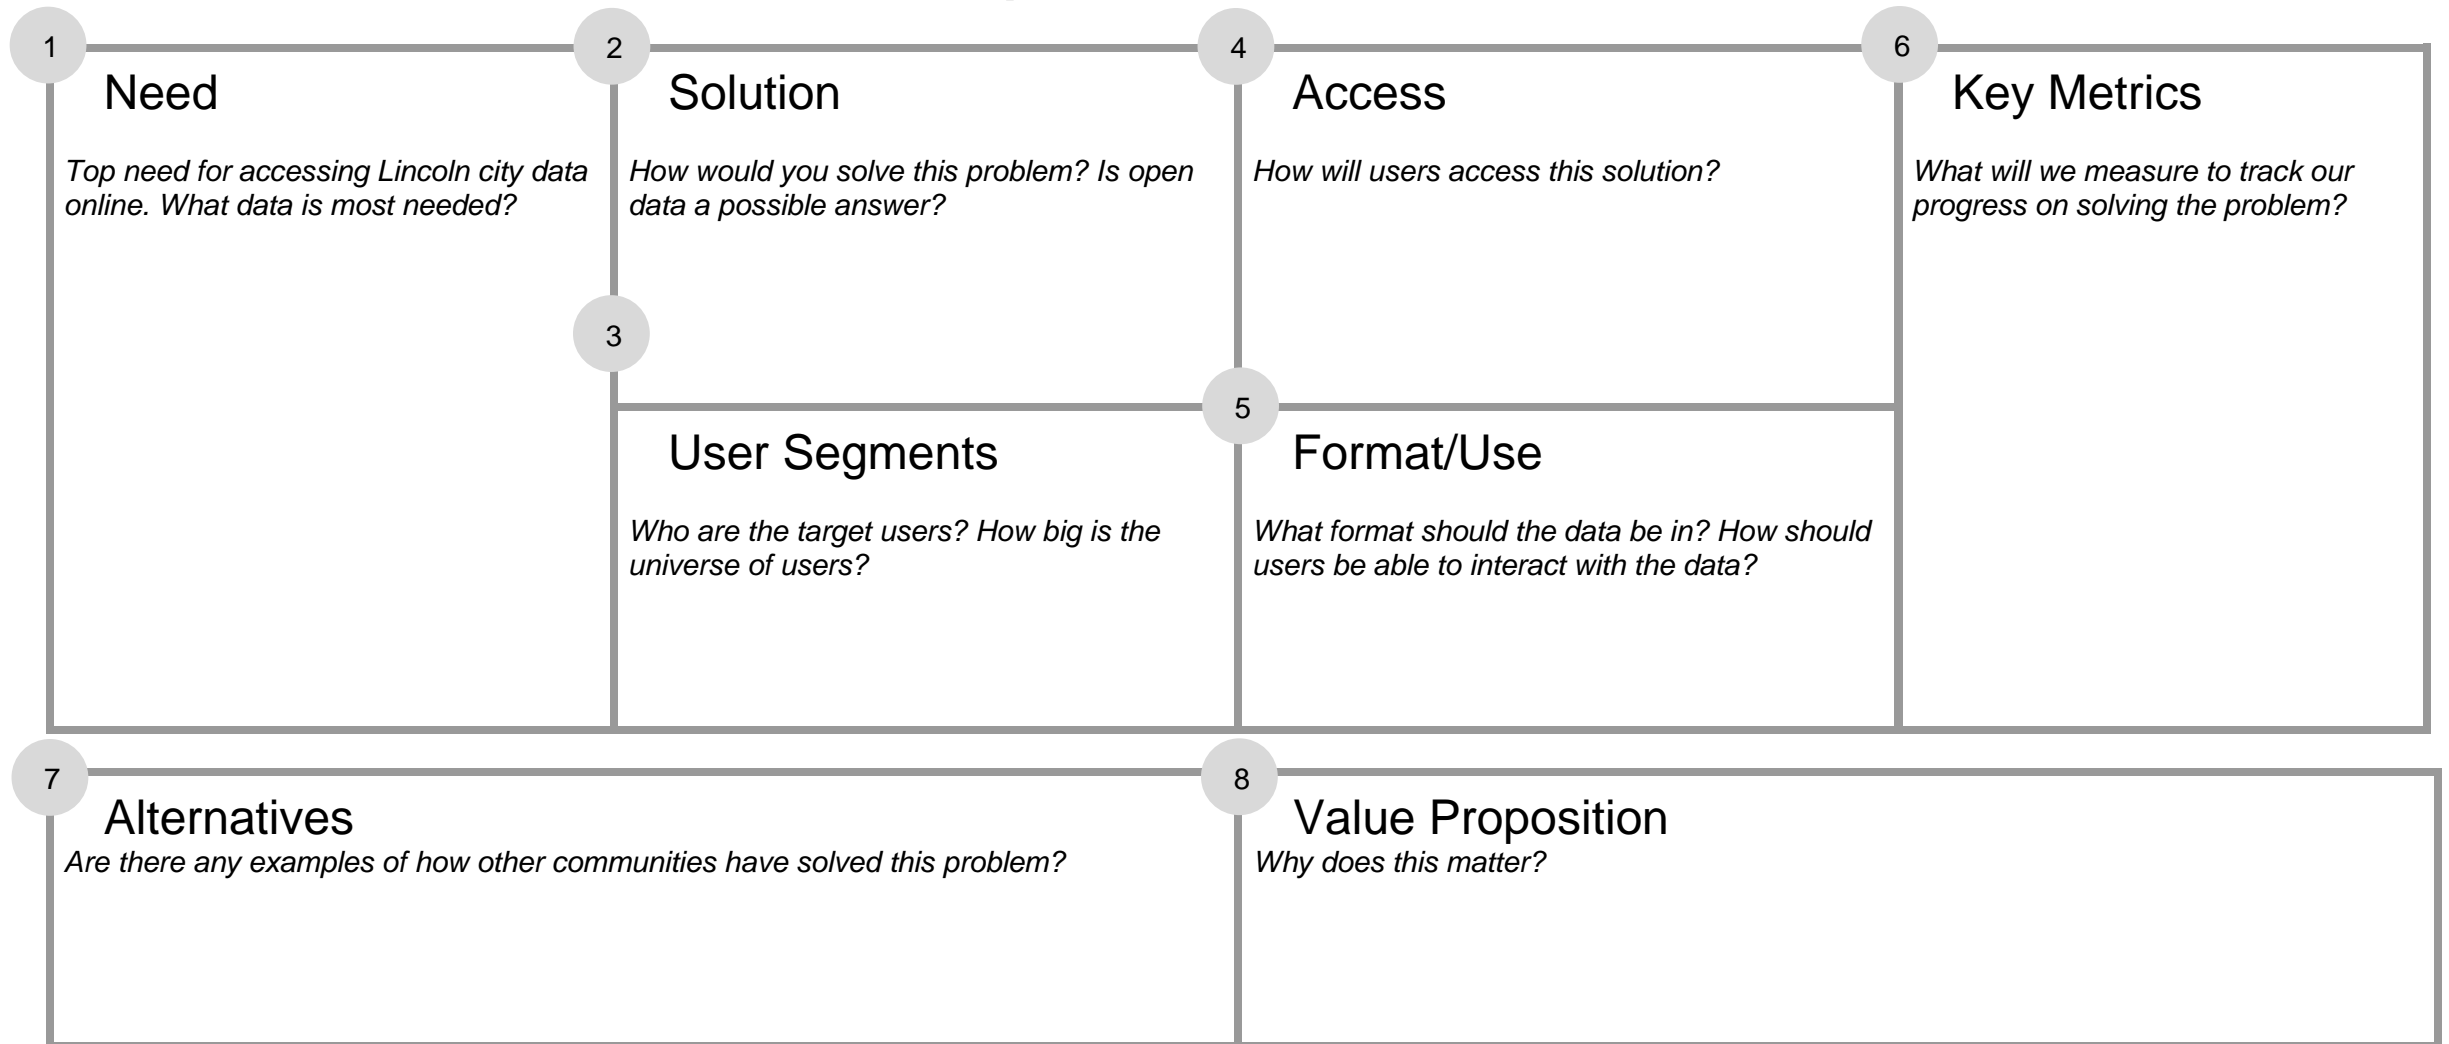 1
Need
Top need for accessing Lincoln city data
online. What data is most needed?
2
Solution
How would you solve this problem? Is open
data a possible answer?
3
User Segments
Who are the target users? How big is the
universe of users?
4
Access
How will users access this solution?
5
Format/Use
What format should the data be in? How should
users be able to interact with the data?
6
Key Metrics
What will we measure to track our
progress on solving the problem?
7
Alternatives
Are there any examples of how other communities have solved this problem?
8
Value Proposition
Why does this matter?